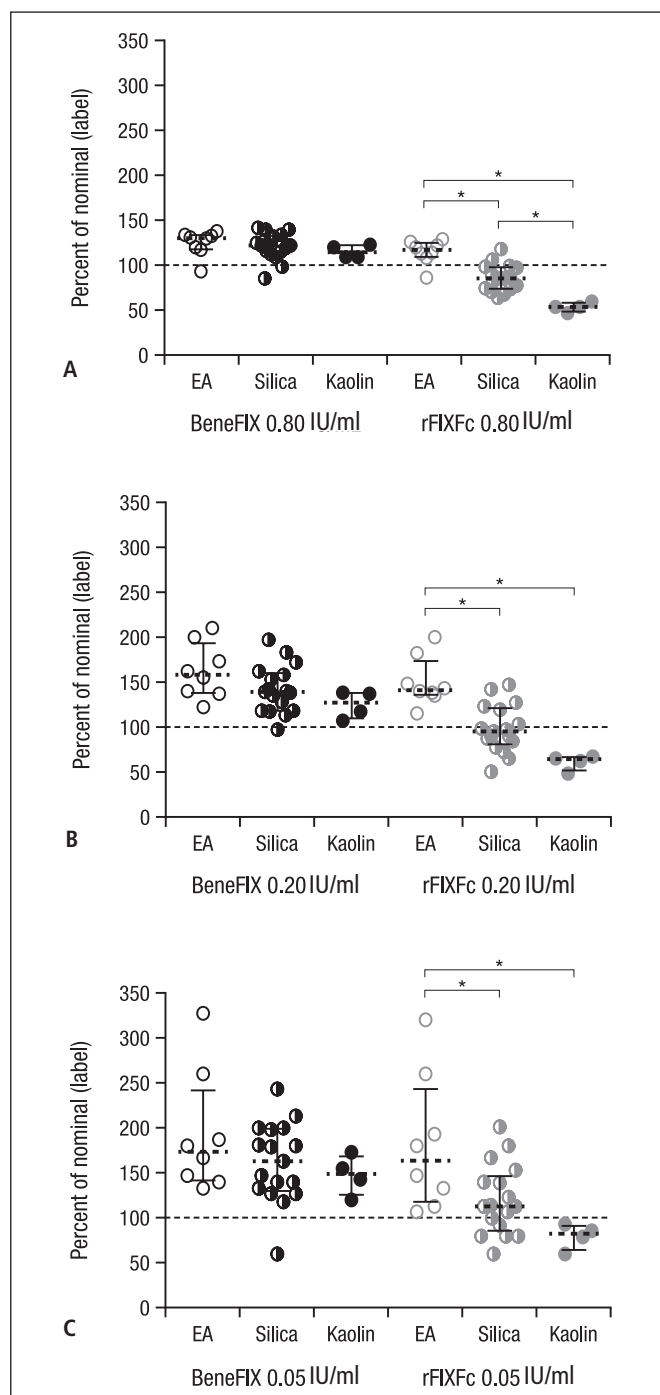 350
300
250
200
150
100
50
0
Percent of nominal (label)
*
*
*
A
EA Silica Kaolin EA Silica Kaolin
BeneFIX 0.80 IU/ml rFIXFc 0.80 IU/ml
350
300
250
200
150
100
50
0
Percent of nominal (label)
*
*
B
EA Silica Kaolin EA Silica Kaolin
BeneFIX 0.20 IU/ml rFIXFc 0.20 IU/ml
350
300
250
200
150
100
50
0
Percent of nominal (label)
*
*
C
EA Silica Kaolin EA Silica Kaolin
BeneFIX 0.05 IU/ml rFIXFc 0.05 IU/ml